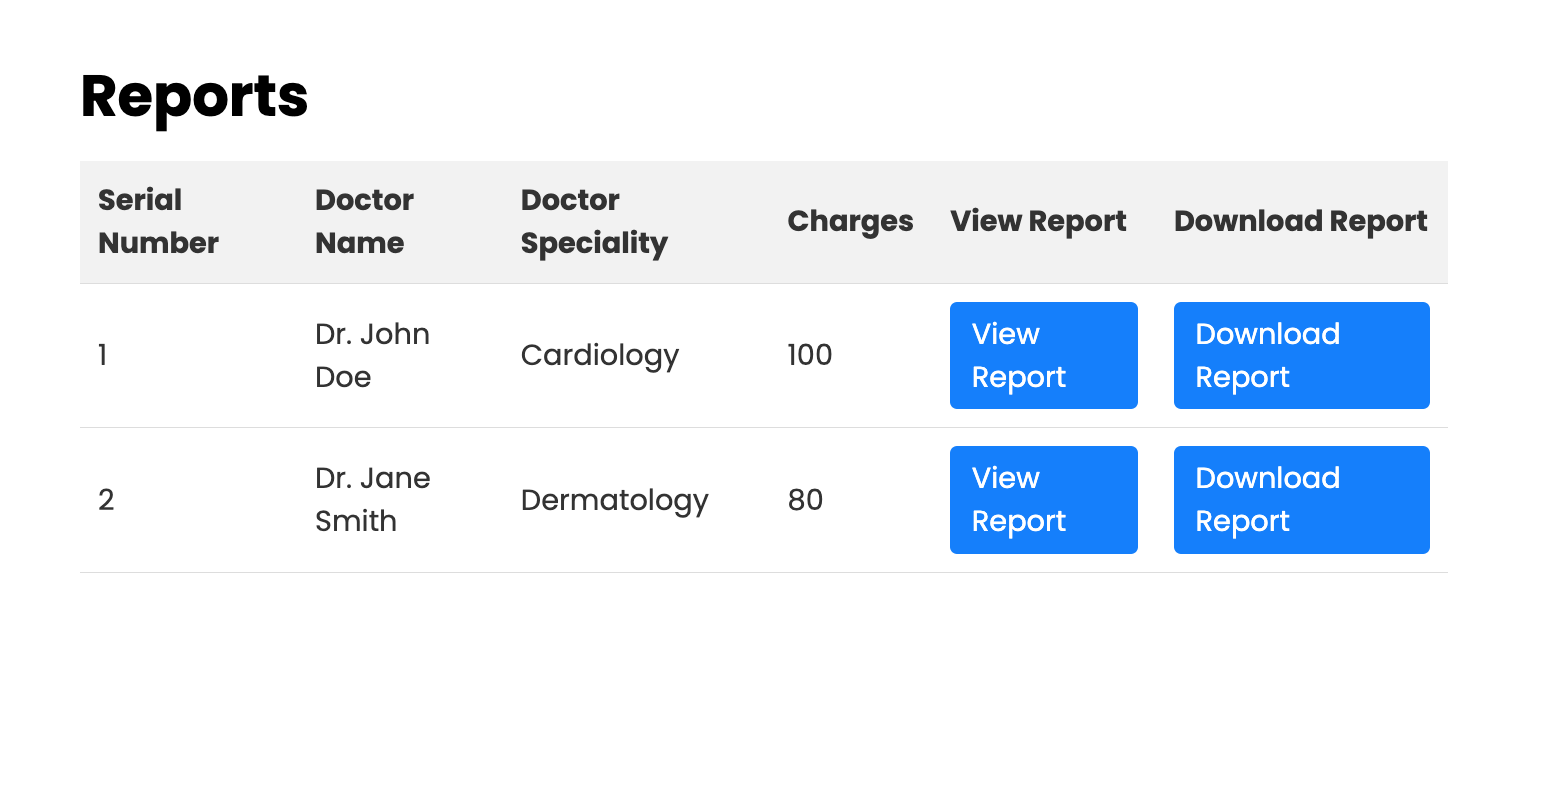 Reports
Serial Number
Doctor Name
Doctor Speciality
Charges
View Report
Download Report
1
Dr. John Doe
Cardiology
100
View Report
Download Report
2
Dr. Jane Smith
Dermatology
80
View Report
Download Report